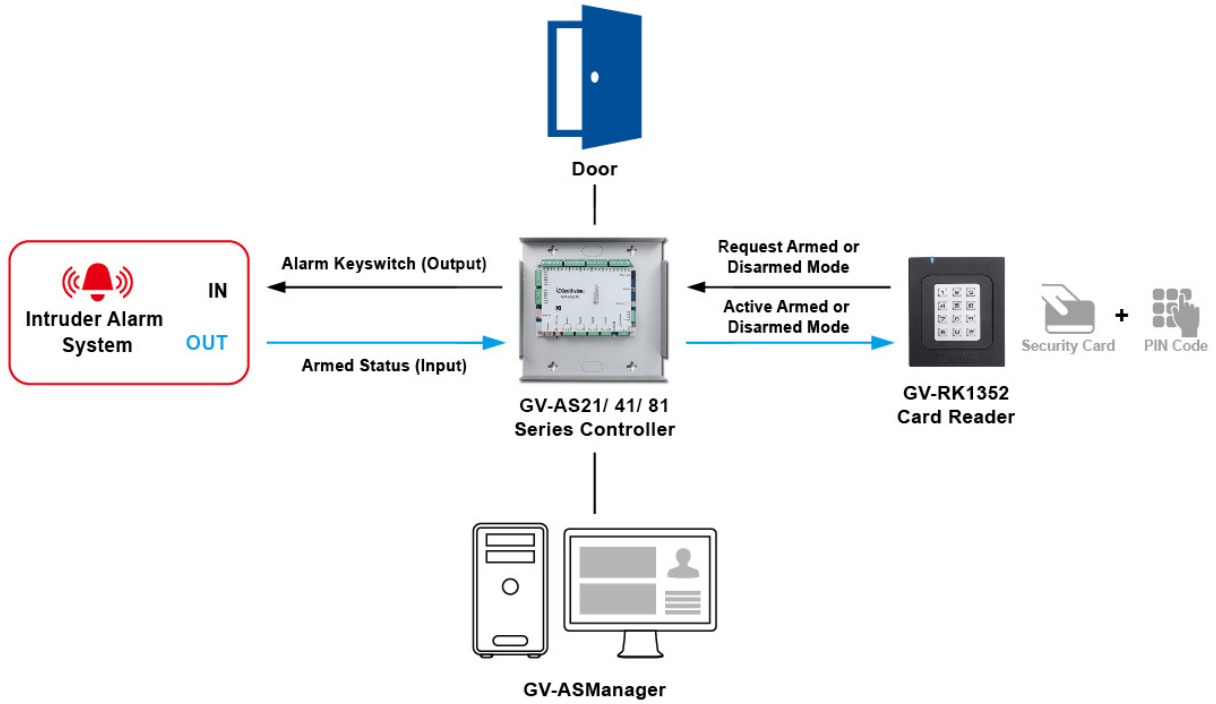 Door
Alarm Keyswitch (Output)
Request Armed or
Disarmed Mode
IN
Intruder Alarm
System
OUT
Armed Status (Input)
Active Armed or
Disarmed Mode
Security Card
+
PIN Code
GV-AS21/ 41/ 81
Series Controller
GV-RK1352
Card Reader
GV-ASManager